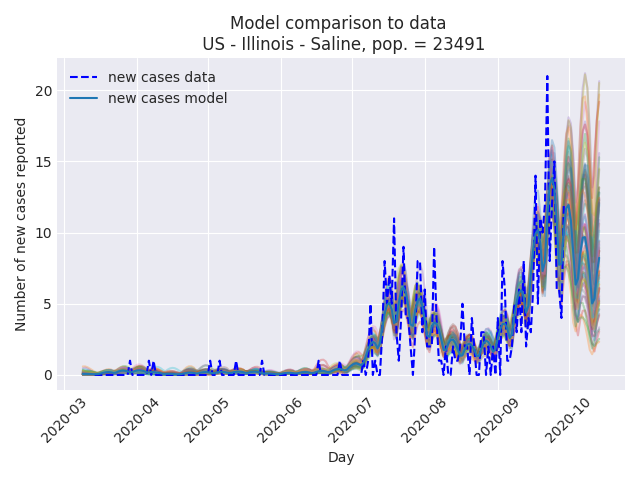 Model comparison to data
US - Illinois - Saline, pop. = 23491
new cases data
new cases model
Number of new cases reported
20
15
10
5
0
2020-03
2020-04
2020-05
2020-06
2020-07
2020-08
2020-09
2020-10
Day